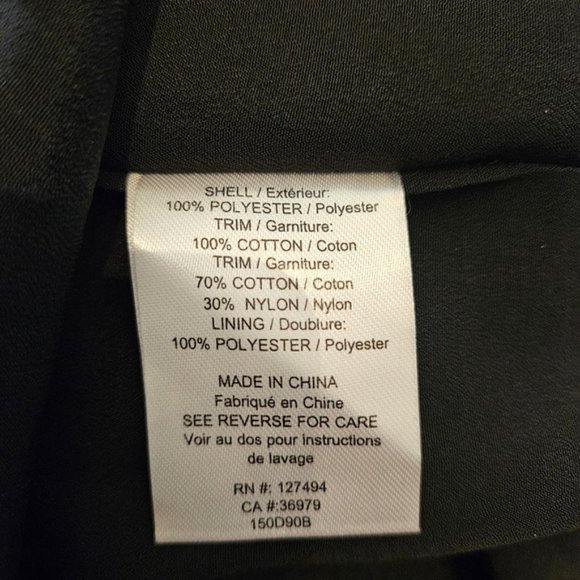 SHELL / Extérieur:
100% POLYESTER / Polyester
TRIM / Garniture:
100% COTTON / Coton
TRIM / Garniture:
70% COTTON / Coton
30% NYLON / Nylon
LINING / Doublure:
100% POLYESTER / Polyester
MADE IN CHINA
Fabriqué en Chine
SEE REVERSE FOR CARE
Voir au dos pour instructions
de lavage
RN #: 127494
CA #:36979
150D90B